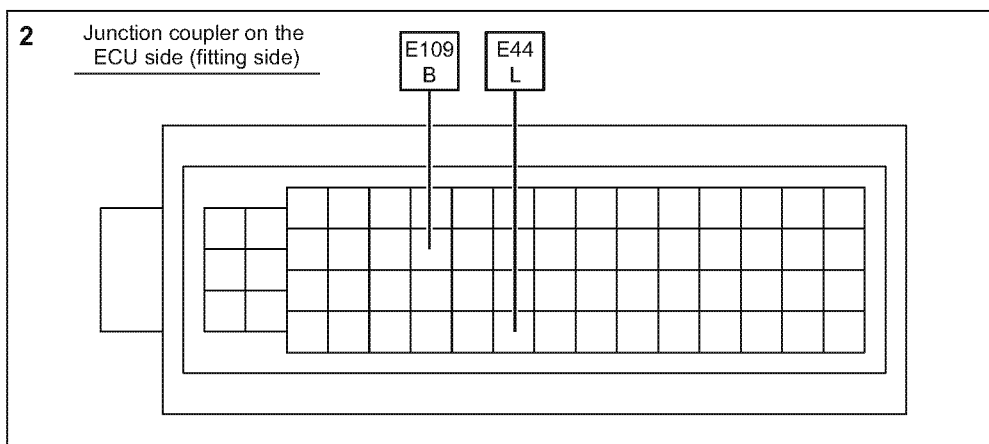 2
Junction coupler on the
ECU side (fitting side)
E109
B
E44
L